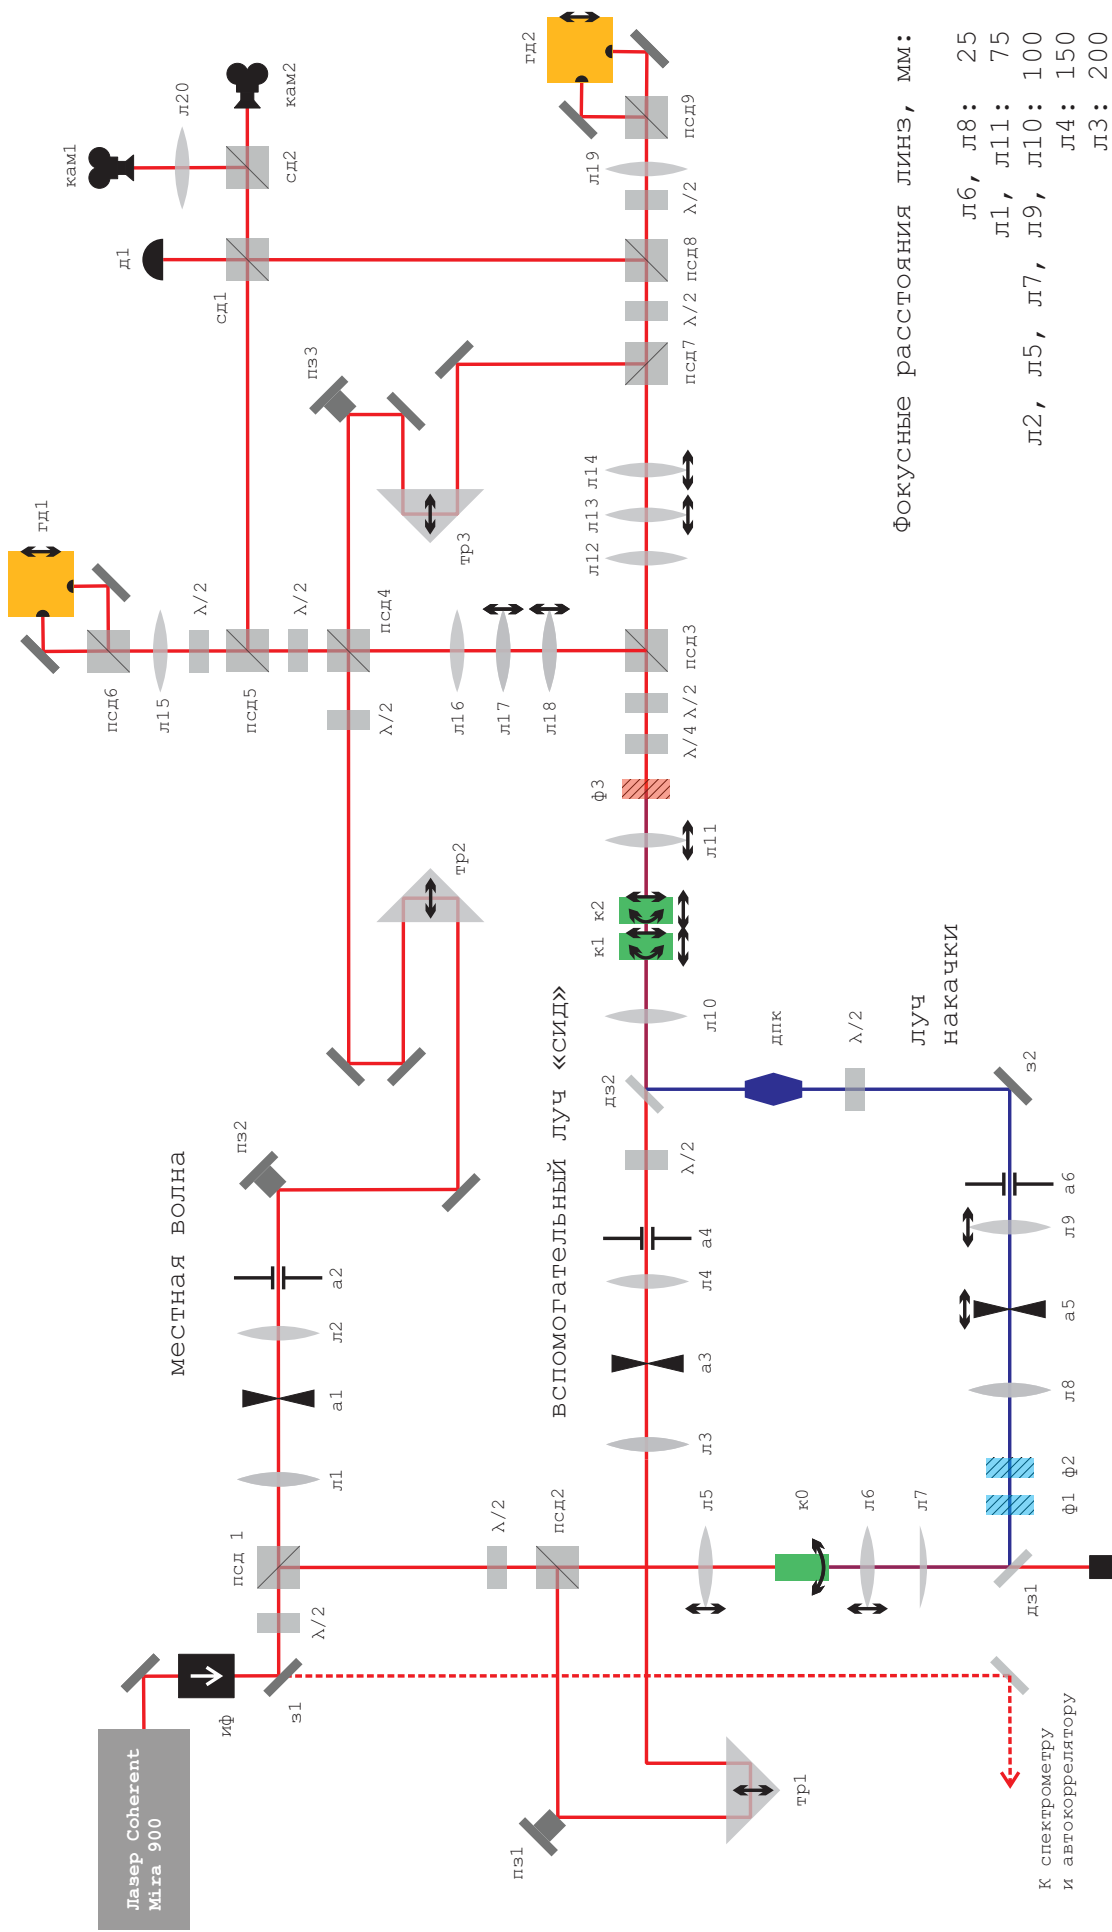 Лазер Coherent
Mira 900
иф
з1
λ/2
псд 1
л1
а1
л2
а2
пз2
местная волна
псд6
л15
λ/2
гд1
псд5
λ/2
псд4
λ/2
пз3
сд1
д1
сд2
кам1
л20
кам2
пз1
тр1
λ/2
псд2
л3
а3
л4
а4
λ/2
дз2
вспомогательный луч «сид»
тр2
л16
л17
л18
тр3
л5
к0
л6
л7
дз1
л10
к1
к2
л11
ф3
λ/4
λ/2
псд3
л12
л13
л14
псд7
λ/2
псд8
λ/2
л19
псд9
гд2
дпк
λ/2
луч
накачки
ф1
ф2
л8
а5
л9
а6
з2
К спектрометру
и автокоррелятору
Фокусные расстояния линз, мм:
л6, л8: 25
л1, л11: 75
л2, л5, л7, л9, л10: 100
л4: 150
л3: 200